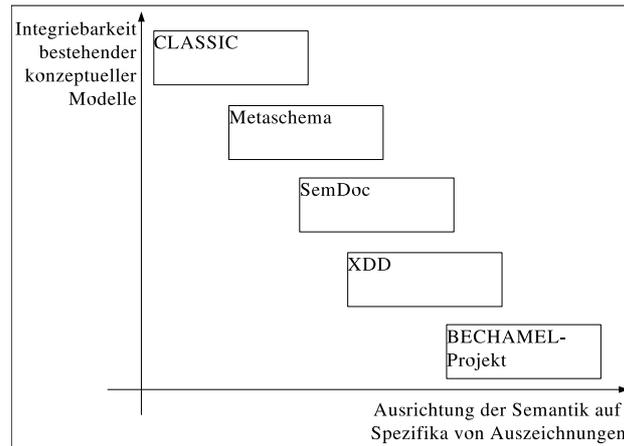 Integriebarkeit
bestehender
konzeptueller
Modelle
CLASSIC
Metaschema
SemDoc
XDD
BECHAMEL-
Projekt
Ausrichtung der Semantik auf
Spezifika von Auszeichnungen